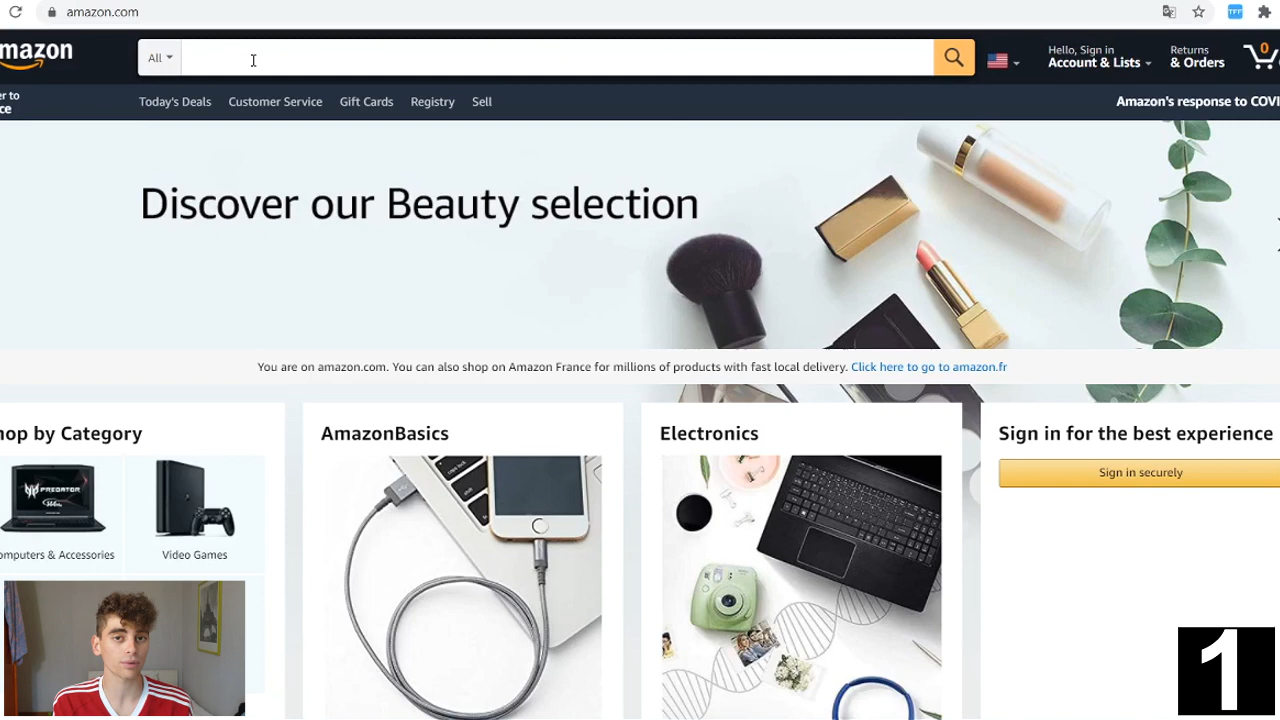 amazon.com
mazon
All
Hello, Sign in
Account & Lists
Returns
& Orders
0
er to
ce
Today's Deals
Customer Service
Gift Cards
Registry
Sell
Amazon's response to COVI
Discover our Beauty selection
You are on amazon.com. You can also shop on Amazon France for millions of products with fast local delivery. Click here to go to amazon.fr
hop by Category
AmazonBasics
Electronics
Sign in for the best experience
Sign in securely
PREDATOR
omputers & Accessories
Video Games
1